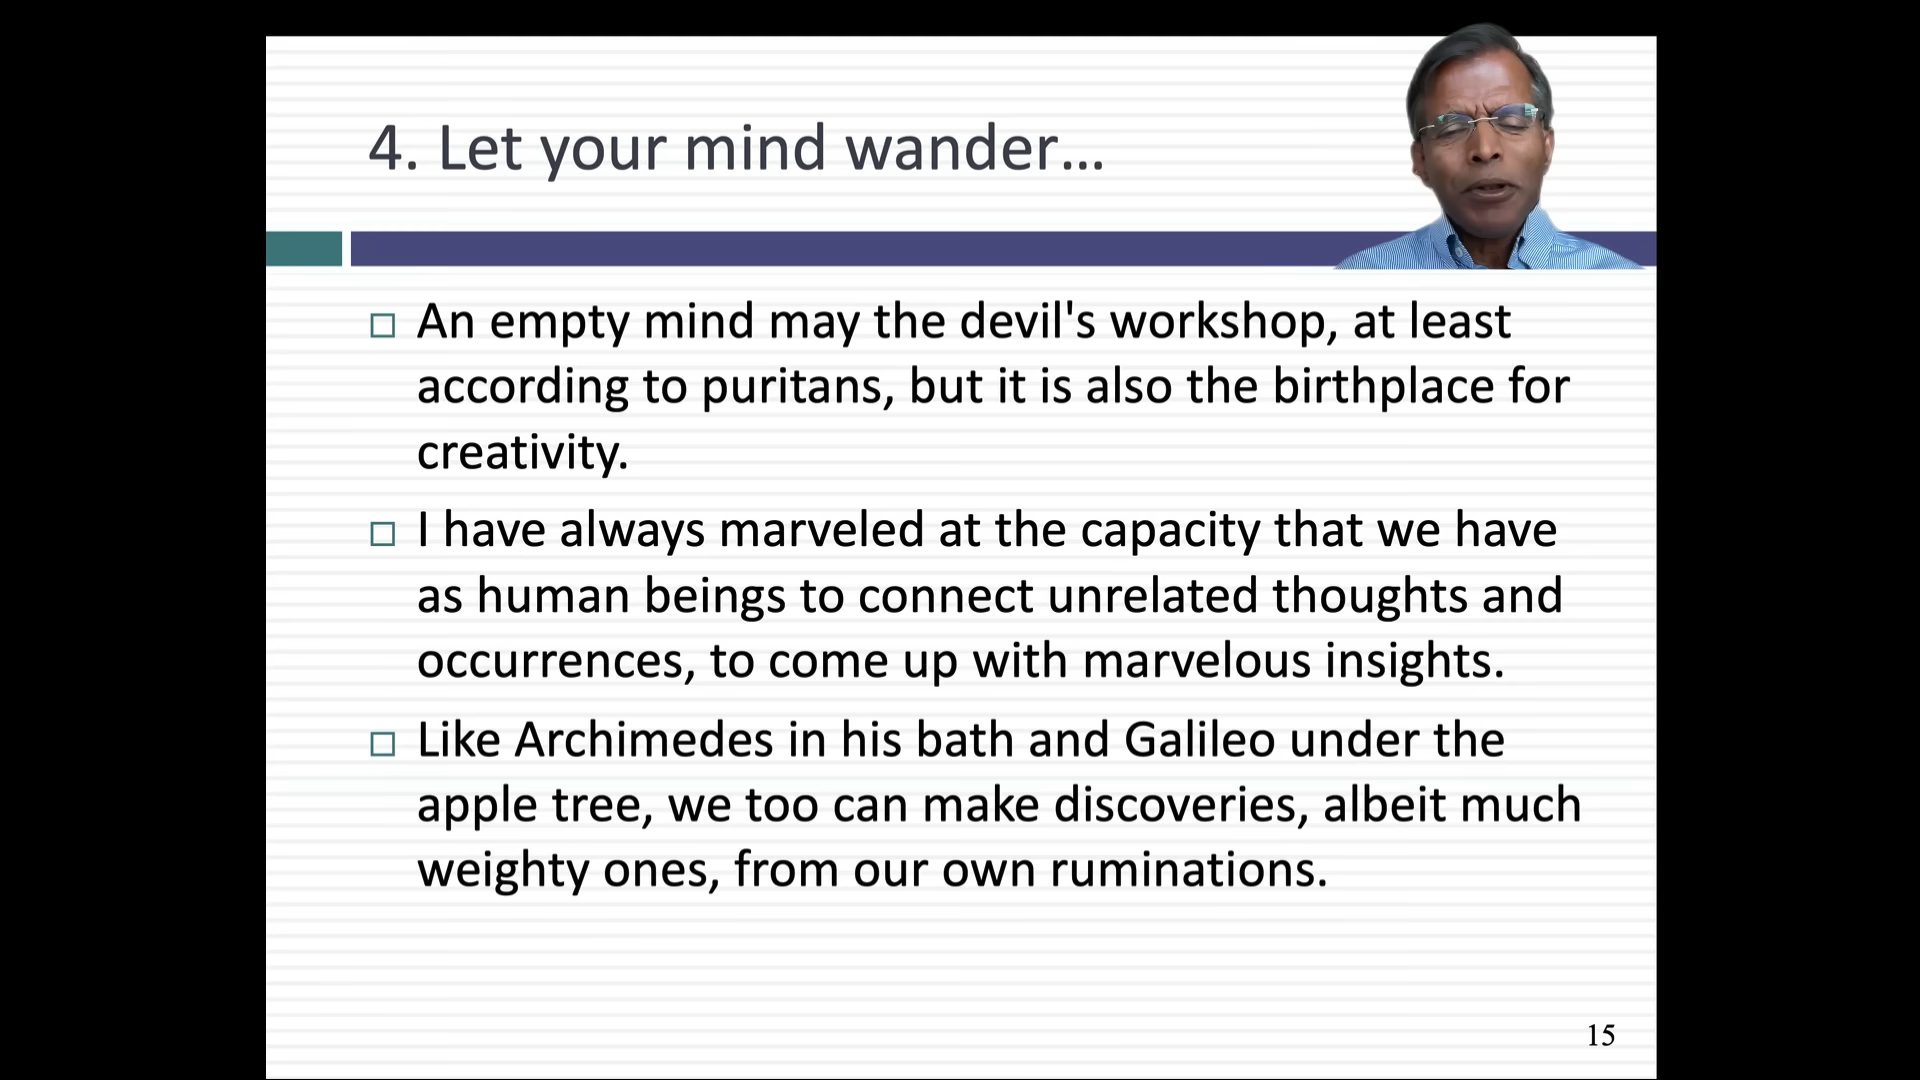 4. Let your mind wander…
An empty mind may the devil's workshop, at least
according to puritans, but it is also the birthplace for
creativity.
I have always marveled at the capacity that we have
as human beings to connect unrelated thoughts and
occurrences, to come up with marvelous insights.
Like Archimedes in his bath and Galileo under the
apple tree, we too can make discoveries, albeit much
weighty ones, from our own ruminations.
15